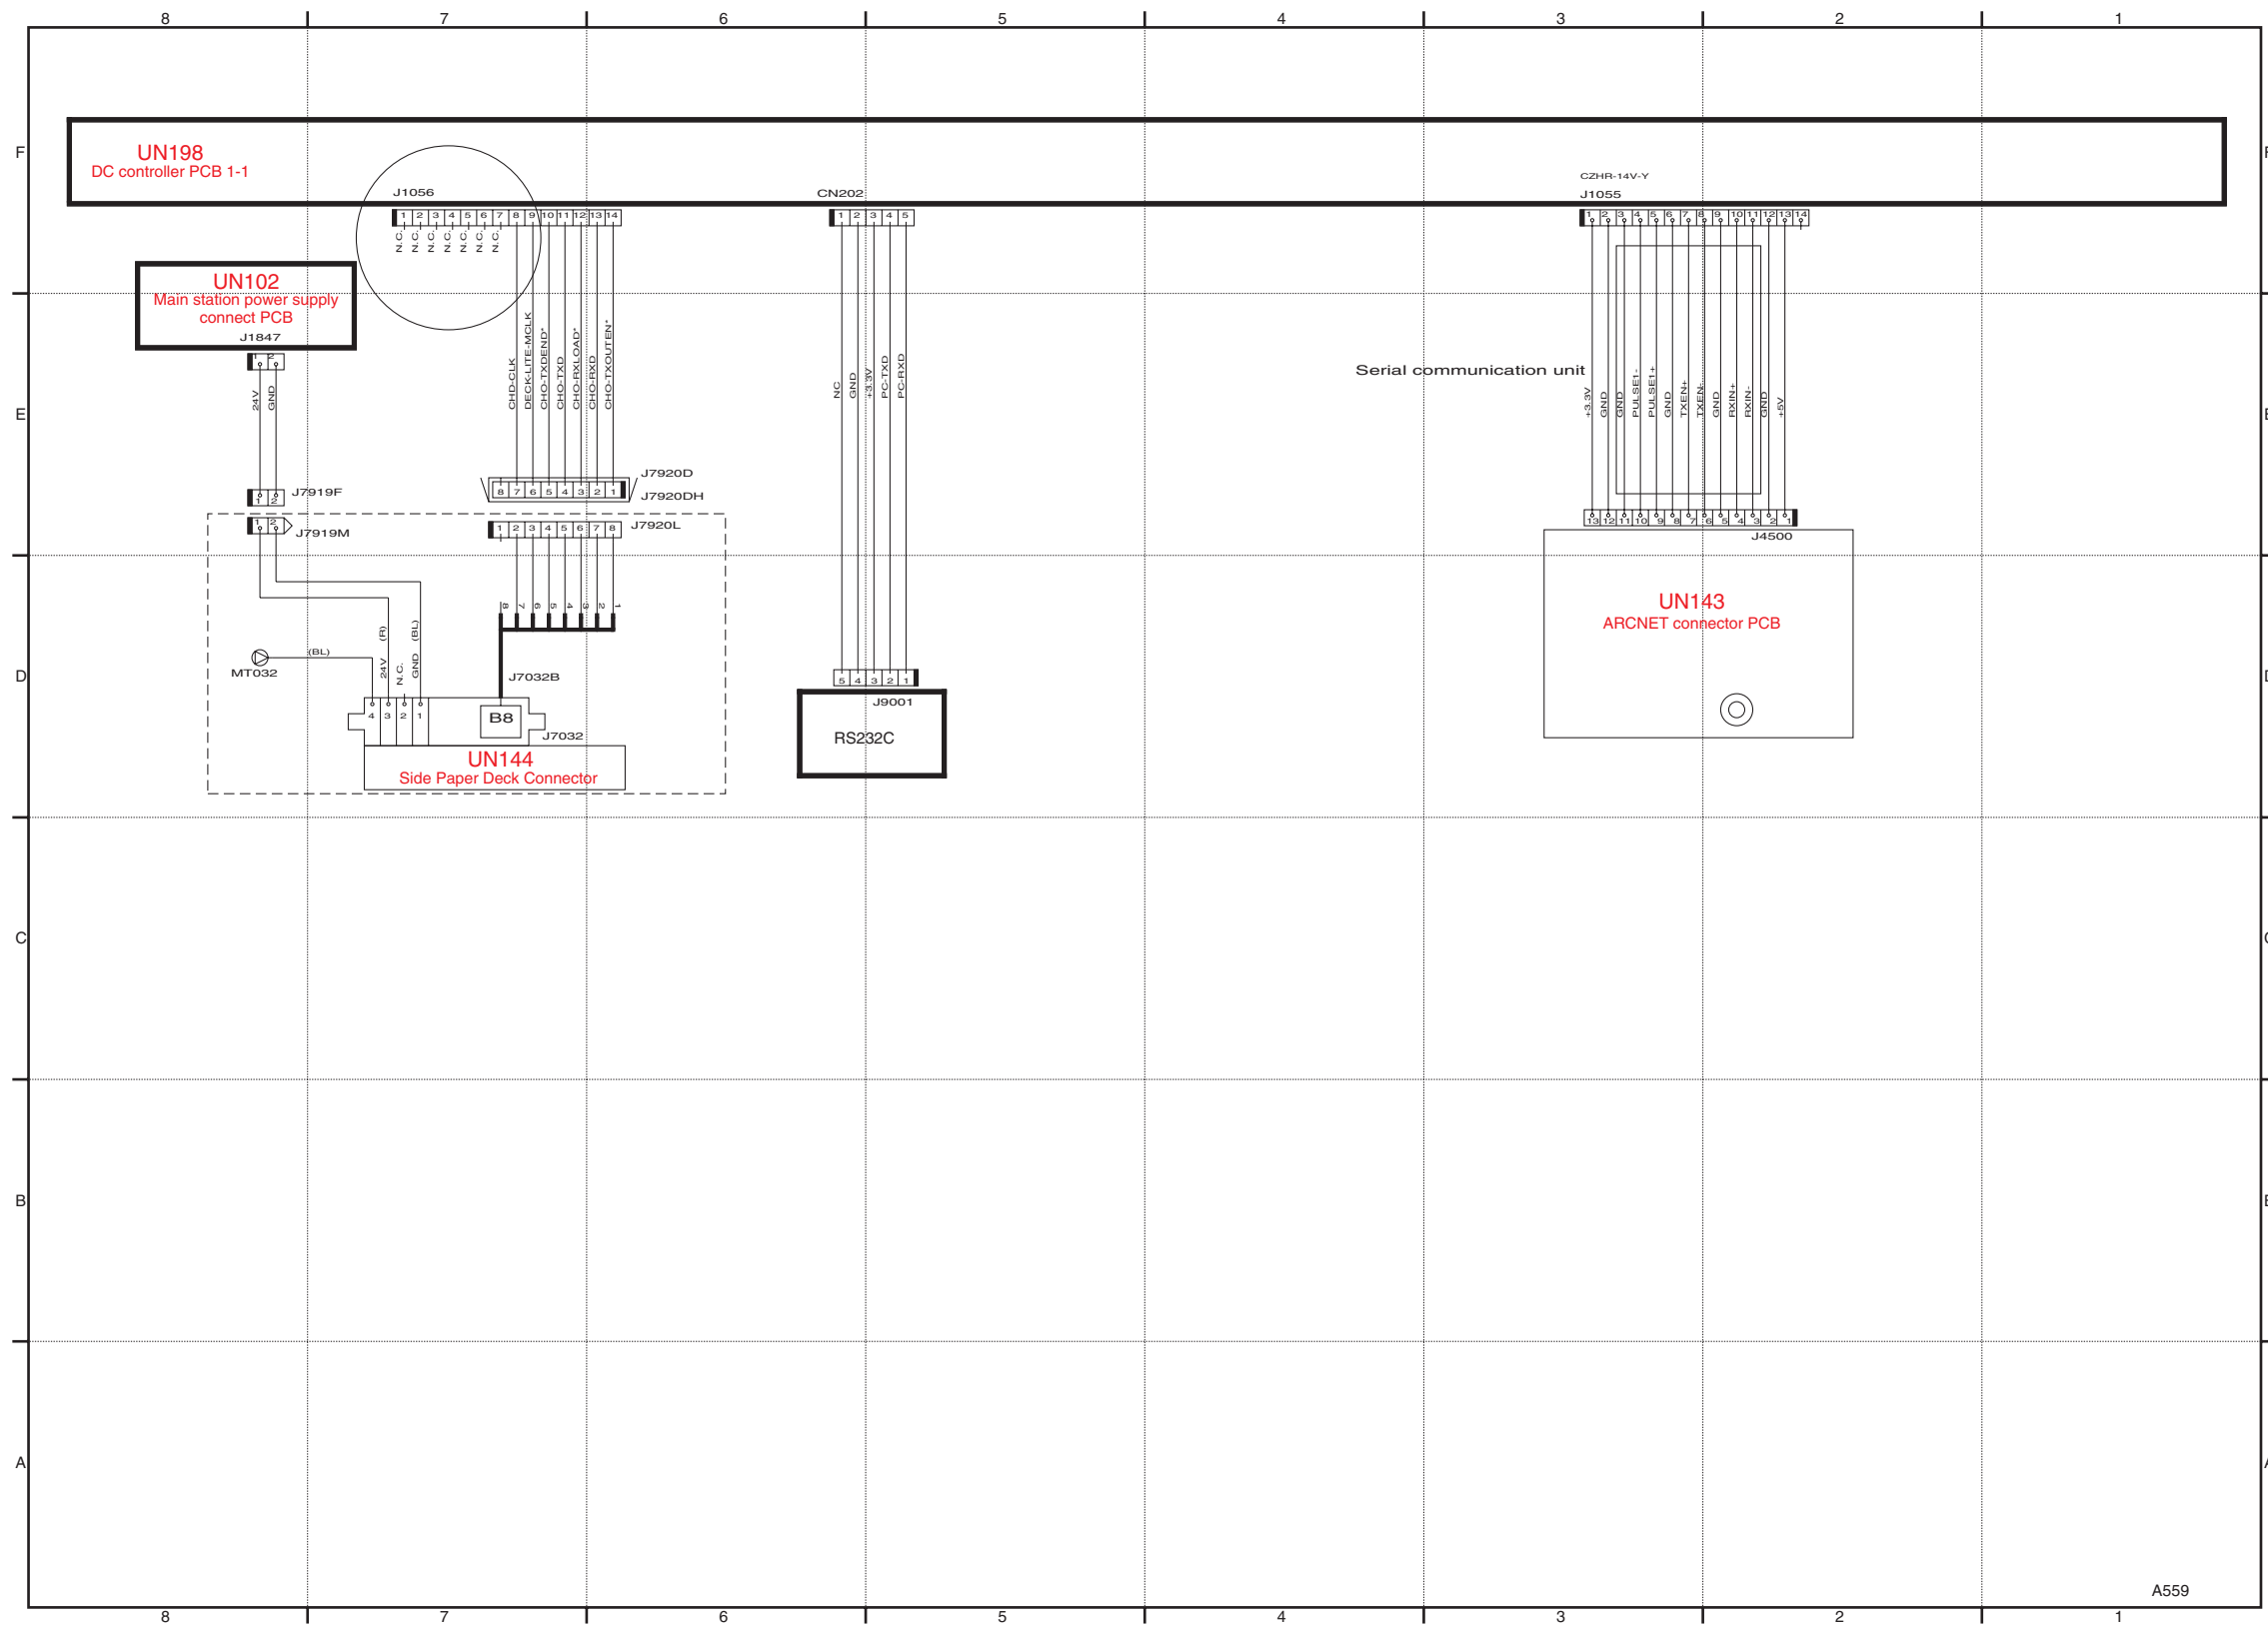 8 7 6 5 4 3 2 1
F
UN198
DC controller PCB 1-1
J1056
CN202
CZHR-14V-Y
J1055
1 2 3 4 5 6 7 8 9 10 11 12 13 14
1 2 3 4 5
1 2 3 4 5 6 7 8 9 10 11 12 13 14
N.C. N.C. N.C. N.C. N.C. N.C. N.C.
UN102
Main station power supply
connect PCB
J1847
1 2
E
24V
GND
CHD-CLK
DECK-LITE-MCLK
CHO-TXDEND*
CHO-TXD
CHO-RXLOAD*
CHO-RXD
CHO-TXOUTEN*
NC
GND
+3.3V
PC-TXD
PC-RXD
Serial communication unit
+3.3V
GND
GND
PULSE1-
PULSE1+
GND
TXEN+
TXEN-
GND
RXIN+
RXIN-
GND
+5V
J7920D
8 7 6 5 4 3 2 1
J7920DH
1 2
J7919F
1 2
J7919M
1 2 3 4 5 6 7 8
J7920L
13 12 11 10 9 8 7 6 5 4 3 2 1
J4500
D
8 7 6 5 4 3 2 1
UN143
ARCNET connector PCB
(BL)
MT032
24V (R)
N.C.
GND (BL)
J7032B
4 3 2 1
B8
J7032
UN144
Side Paper Deck Connector
5 4 3 2 1
J9001
RS232C
C
B
A
A559
8 7 6 5 4 3 2 1